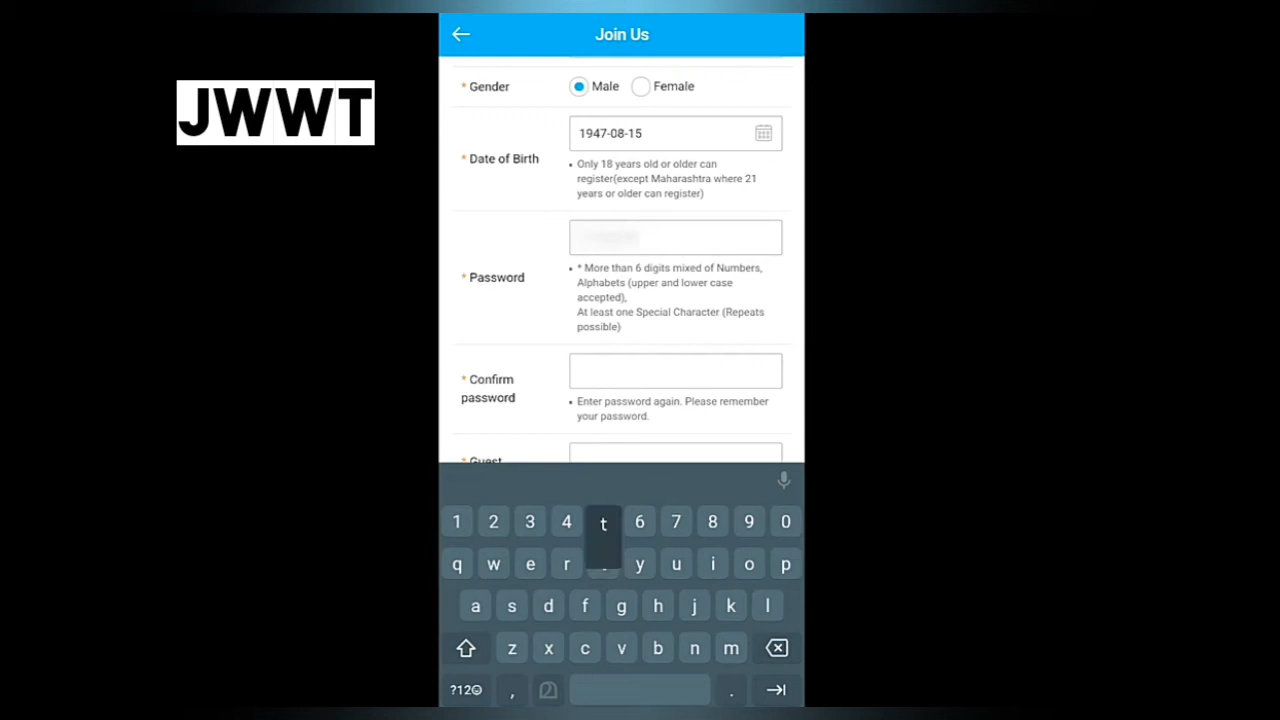 Join Us
JWWT
* Gender
Male
Female
1947-08-15
* Date of Birth
• Only 18 years old or older can
register(except Maharashtra where 21
years or older can register)
* Password
• * More than 6 digits mixed of Numbers,
Alphabets (upper and lower case
accepted),
At least one Special Character (Repeats
possible)
* Confirm
password
• Enter password again. Please remember
your password.
* Guest
1 2 3 4 t 6 7 8 9 0
q w e r y u i o p
a s d f g h j k l
z x c v b n m
?12☺ , മ .